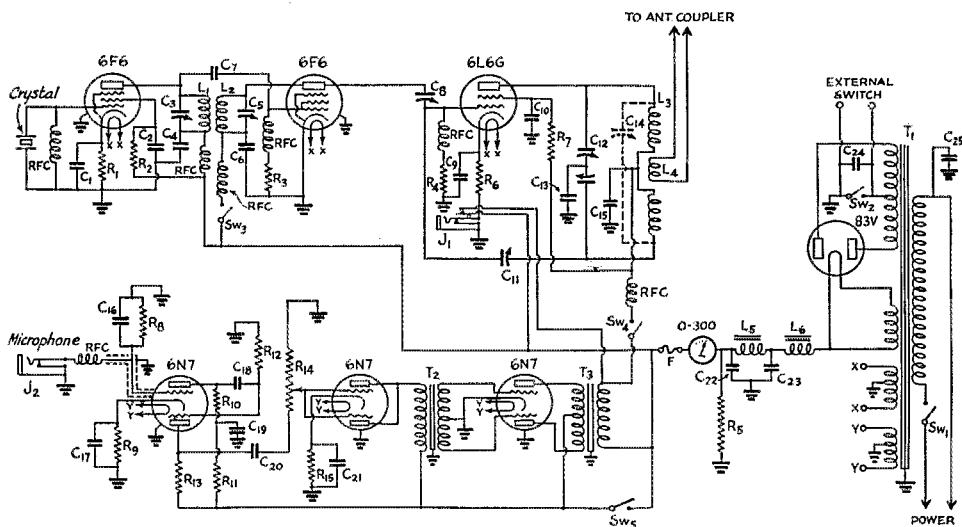 TO ANT. COUPLER
6F6
C7
6F6
6L6G
EXTERNAL
SWITCH
Crystal
L1
L2
C8
L3
T1
C3
C5
C10
C14
C25
C4
C12
C24
RFC
C2
R2
RFC
C6
RFC
RFC
R7
L4
Sw2
C1
R1
R3
R4
C9
R6
C13
C15
83V
x x
x x
x x
RFC
Sw3
J1
C11
RFC
C16
R8
Sw4
0-300
L5
L6
Microphone
RFC
6N7
C18
R12
R14
6N7
T2
6N7
T3
F
C22
C23
X
J2
R10
X
Y
Y
Y
Y
Y
Y
C19
R5
Y
Sw1
C17
R9
C20
R13
R11
R15
C21
Y
Sw5
POWER